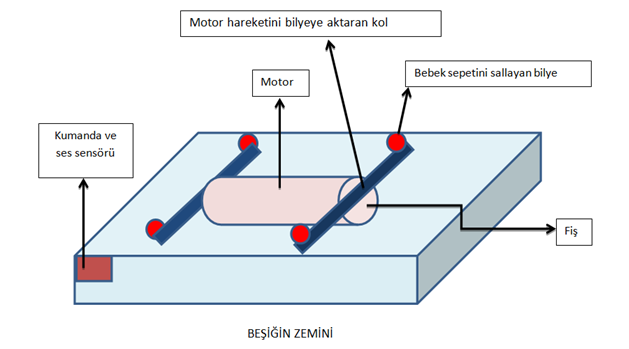 Motor hareketini bilyeye aktaran kol
Bebek sepetini sallayan bilye
Motor
Kumanda ve
ses sensörü
Fiş
BEŞİĞİN ZEMİNİ